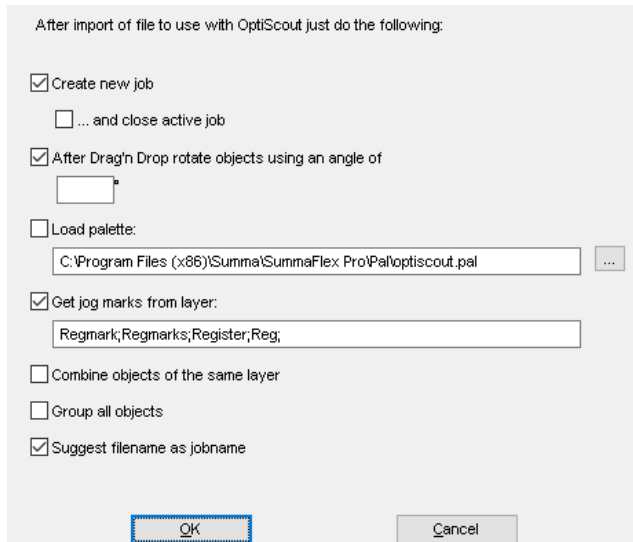 After import of file to use with OptiScout just do the following:
Create new job
... and close active job
After Drag'n Drop rotate objects using an angle of
°
Load palette:
C:\Program Files (x86)\Summa\SummaFlex Pro\Pal\optiscout.pal
...
Get jog marks from layer:
Regmark;Regmarks;Register;Reg;
Combine objects of the same layer
Group all objects
Suggest filename as jobname
OK
Cancel